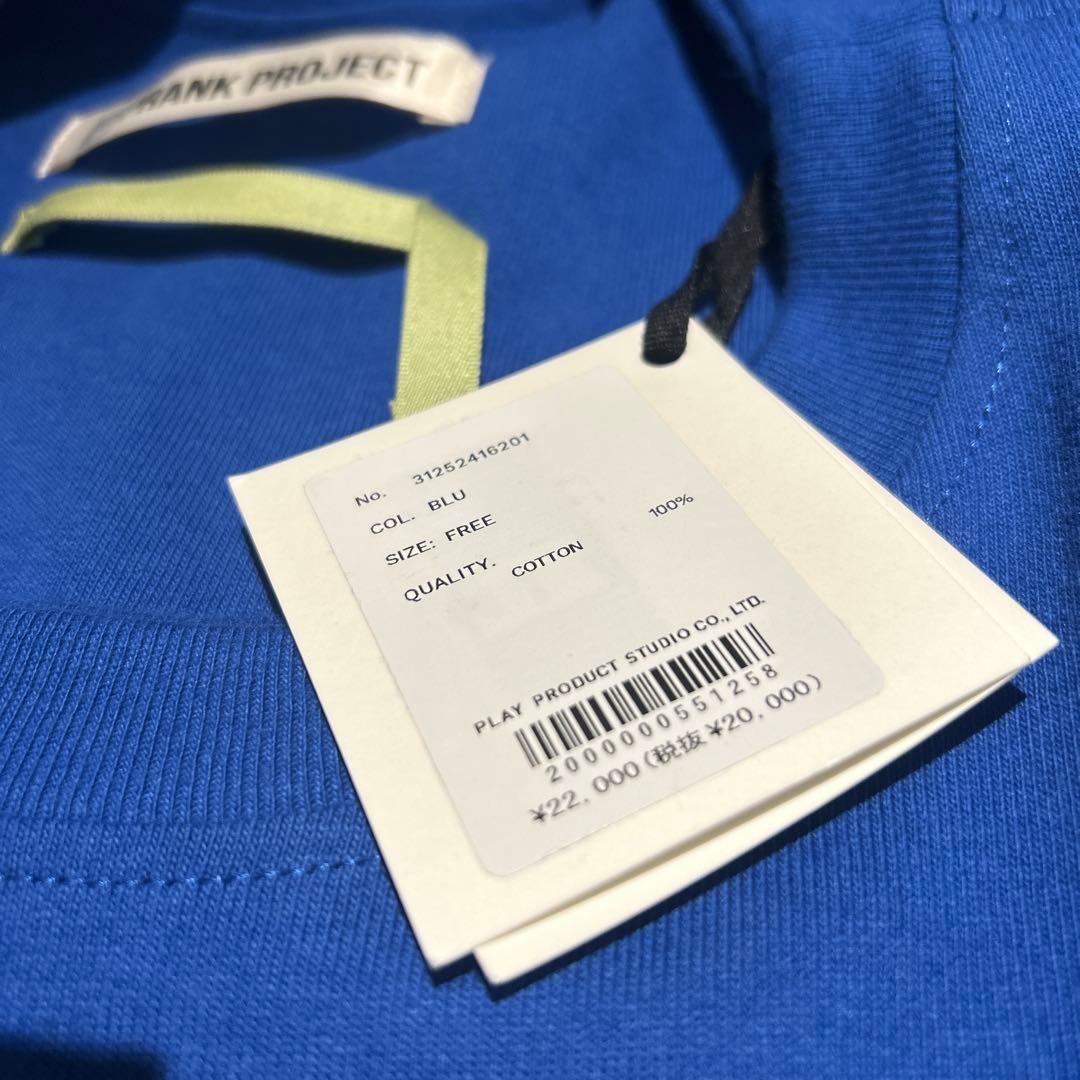 RANK PROJECT
No. 31252416201
COL. BLU
SIZE: FREE
QUALITY. COTTON 100%
PLAY PRODUCT STUDIO CO., LTD.
2000000551258
¥22,000(税抜 ¥20,000)